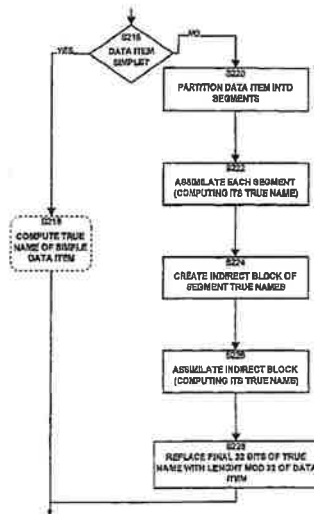 S216
DATA ITEM
SIMPLE?
YES
NO
S220
PARTITION DATA ITEM INTO
SEGMENTS
S222
ASSIMILATE EACH SEGMENT
(COMPUTING ITS TRUE NAME)
S218
COMPUTE TRUE
NAME OF SIMPLE
DATA ITEM
S224
CREATE INDIRECT BLOCK OF
SEGMENT TRUE NAMES
S226
ASSIMILATE INDIRECT BLOCK
(COMPUTING ITS TRUE NAME)
S228
REPLACE FINAL 32 BITS OF TRUE
NAME WITH LENGHT MOD 32 OF DATA
ITEM